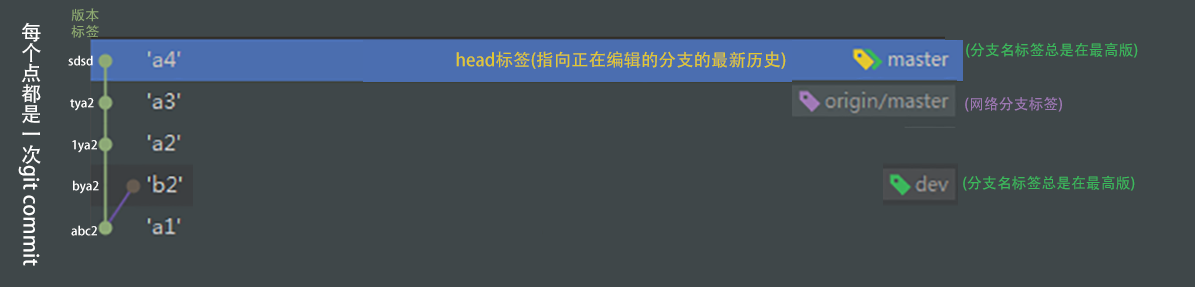 每个点都是一次git commit
版本
标签
sdsd 'a4' head标签(指向正在编辑的分支的最新历史) master (分支名标签总是在最高版)
tya2 'a3' origin/master (网络分支标签)
1ya2 'a2'
bya2 'b2' dev (分支名标签总是在最高版)
abc2 'a1'